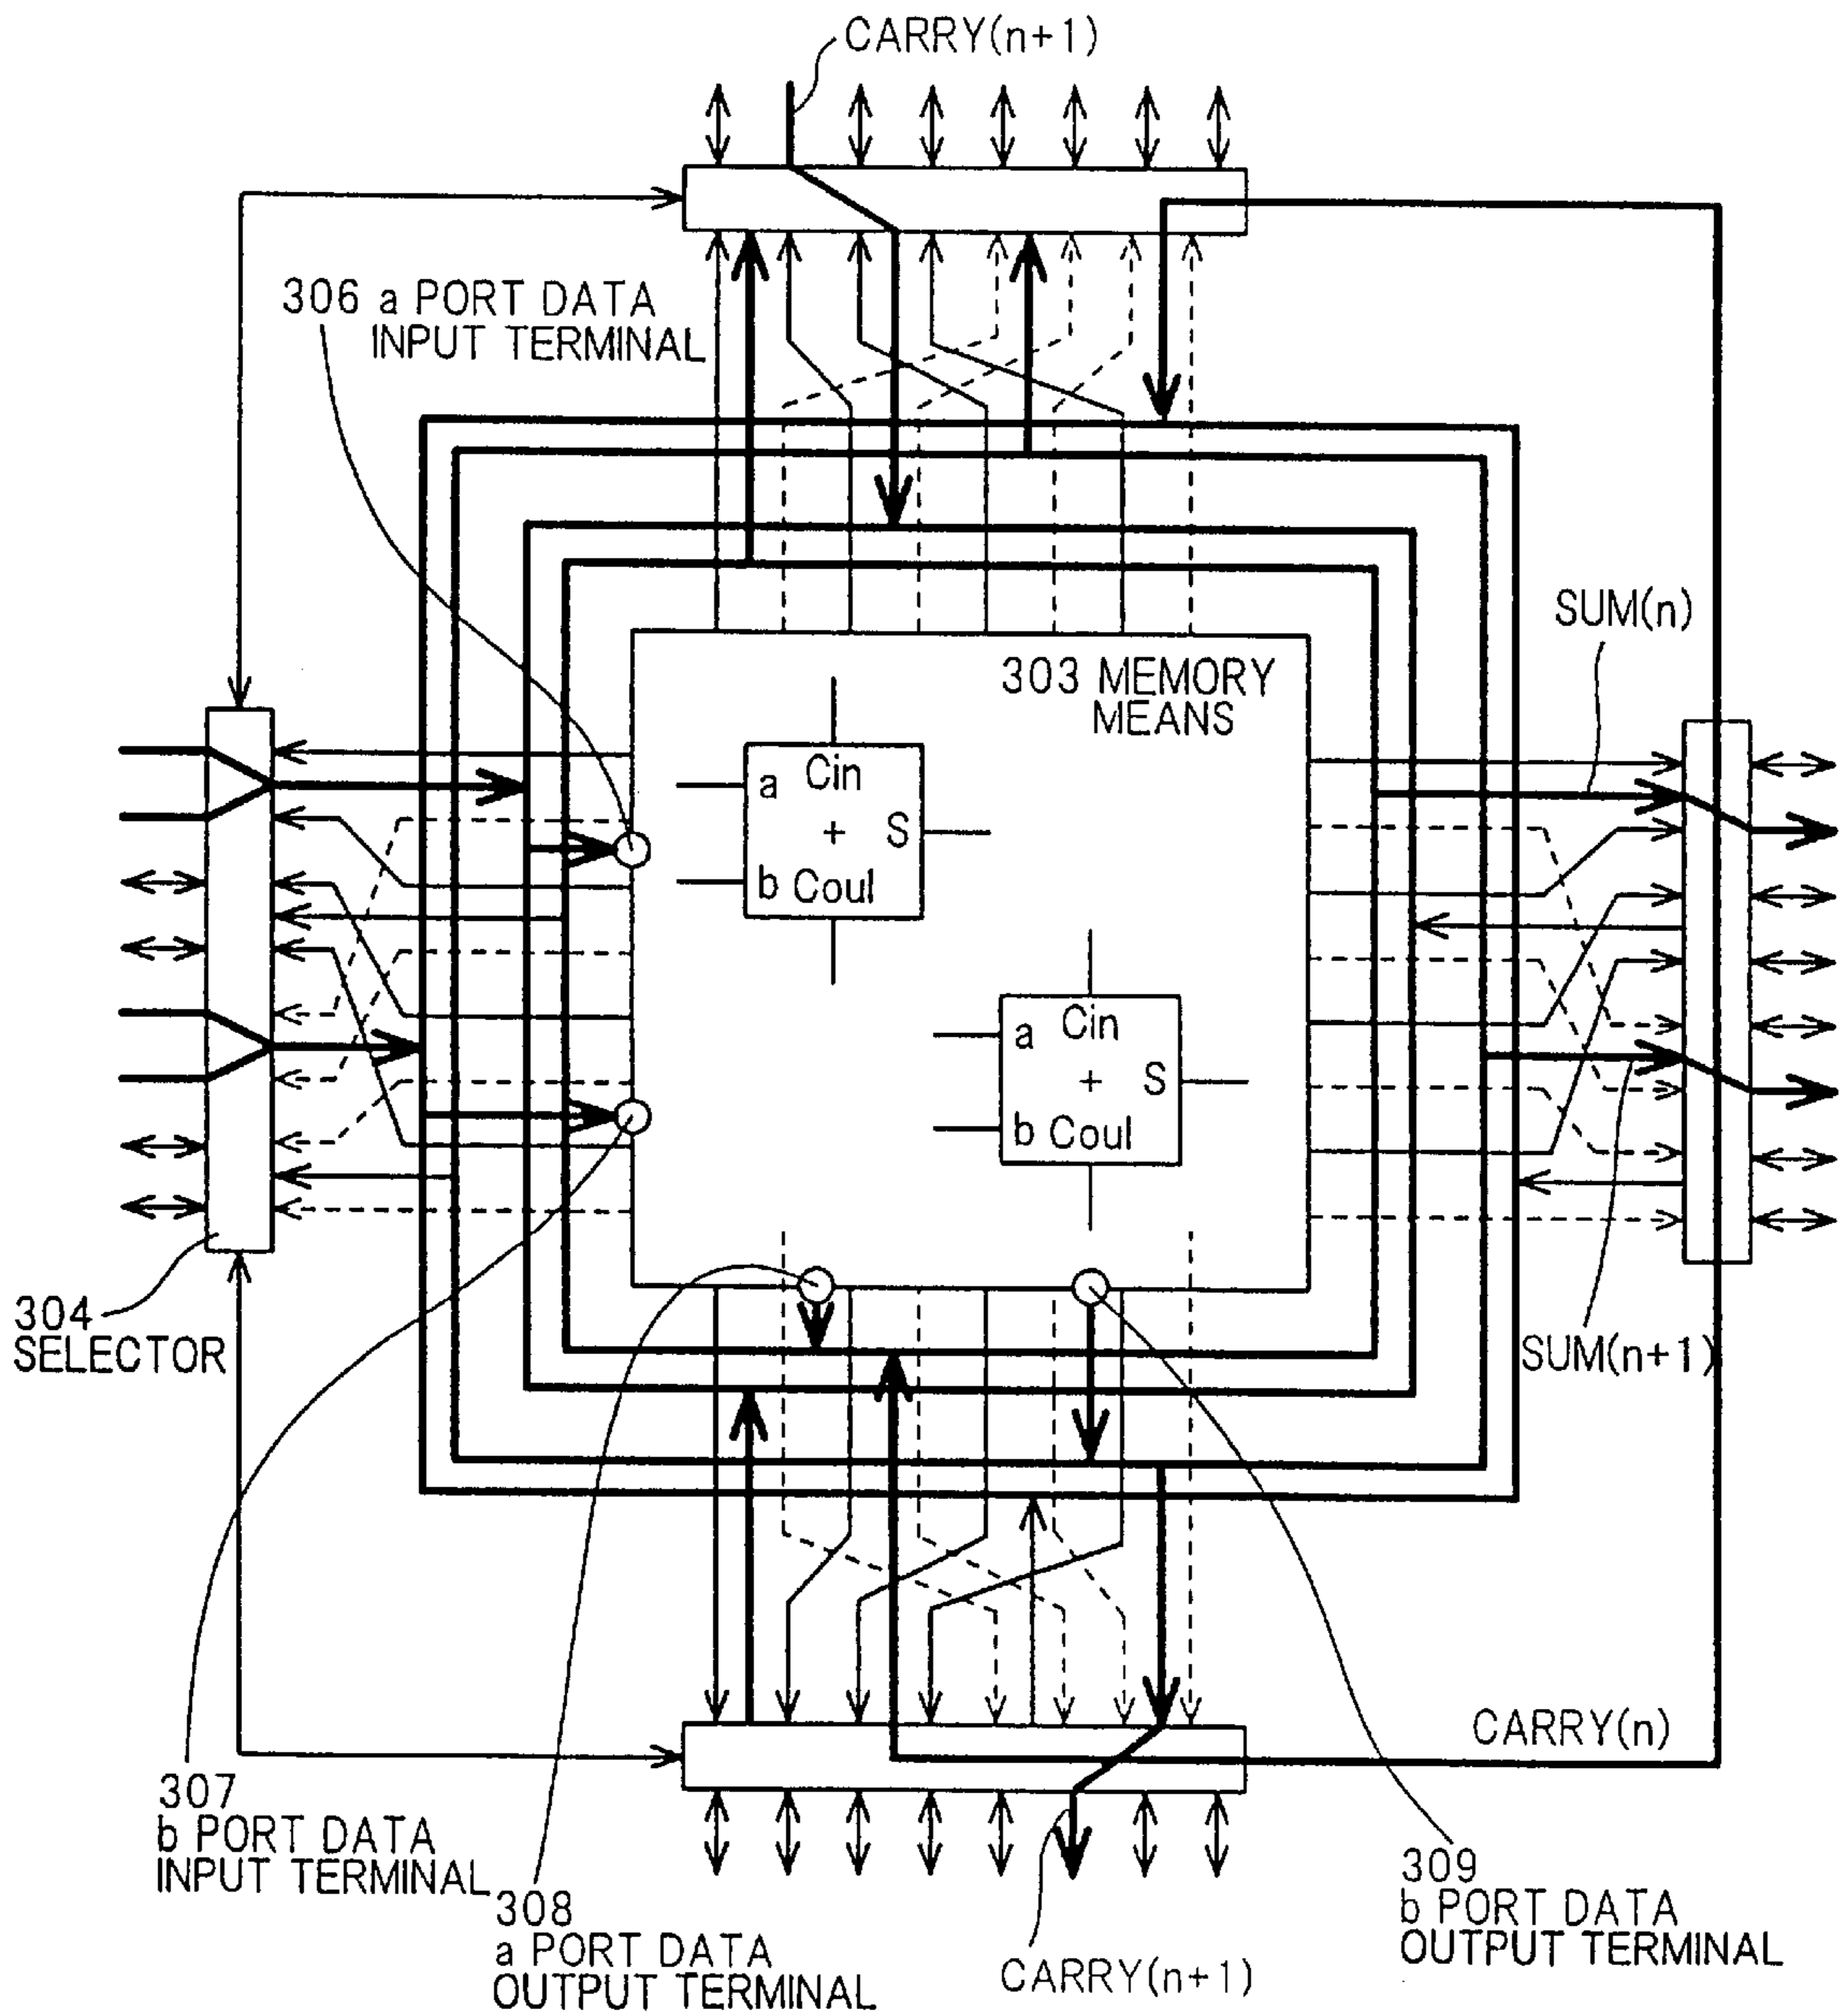 CARRY(n+1)
306 a PORT DATA
INPUT TERMINAL
SUM(n)
303 MEMORY
MEANS
a Cin
+ S
b Coul
a Cin
+ S
b Coul
304
SELECTOR
SUM(n+1)
CARRY(n)
307
b PORT DATA
INPUT TERMINAL
308
a PORT DATA
OUTPUT TERMINAL
CARRY(n+1)
309
b PORT DATA
OUTPUT TERMINAL